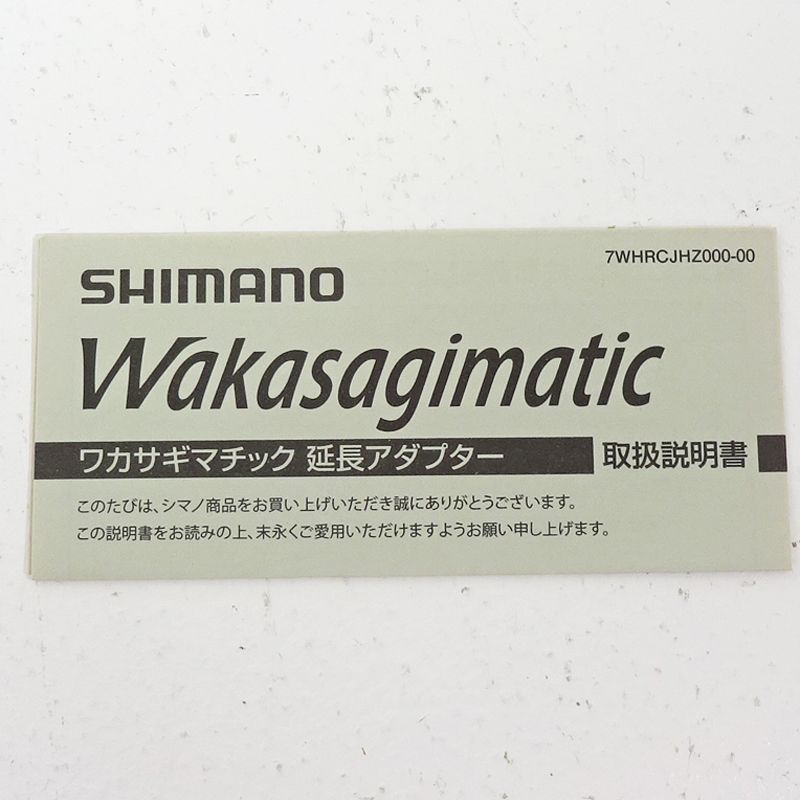 7WHRCJHZ000-00
SHIMANO
Wakasagimatic
ワカサギマチック 延長アダプター 取扱説明書
このたびは、シマノ商品をお買い上げいただき誠にありがとうございます。
この説明書をお読みの上、末永くご愛用いただけますようお願い申し上げます。